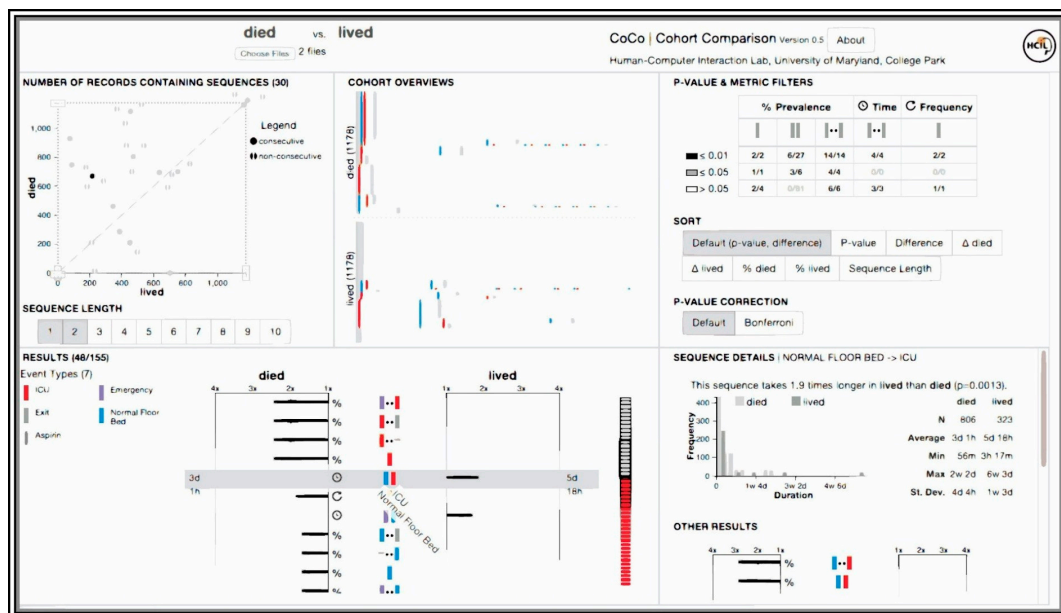 died vs. lived
Choose Files 2 files
CoCo | Cohort Comparison Version 0.5 About
Human-Computer Interaction Lab, University of Maryland, College Park
HCIL
NUMBER OF RECORDS CONTAINING SEQUENCES (30)
1,000
800
600
400
200
0
died
0 200 400 600 800 1,000
lived
Legend
consecutive
non-consecutive
SEQUENCE LENGTH
1 2 3 4 5 6 7 8 9 10
COHORT OVERVIEWS
died (1178)
lived (1178)
P-VALUE & METRIC FILTERS
% Prevalence Time Frequency
≤ 0.01 2/2 6/27 14/14 4/4 2/2
≤ 0.05 1/1 3/6 4/4 0/0 0/0
> 0.05 2/4 0/91 6/6 3/3 1/1
SORT
Default (p-value, difference) P-value Difference Δ died
Δ lived % died % lived Sequence Length
P-VALUE CORRECTION
Default Bonferroni
RESULTS (48/155)
Event Types (7)
ICU Emergency
Exit Normal Floor Bed
Aspirin
died lived
4x 3x 2x 1x 1x 2x 3x 4x
%
%
%
%
3d 1h 5d 18h
ICU
Normal Floor Bed
%
%
%
%
SEQUENCE DETAILS | NORMAL FLOOR BED -> ICU
This sequence takes 1.9 times longer in lived than died (p=0.0013).
died lived
400
300
200
100
0
Frequency
0 1w 4d 3w 2d 4w 6d
Duration
died lived
N 806 323
Average 3d 1h 5d 18h
Min 56m 3h 17m
Max 2w 2d 6w 3d
St. Dev. 4d 4h 1w 3d
OTHER RESULTS
4x 3x 2x 1x 1x 2x 3x 4x
%
%